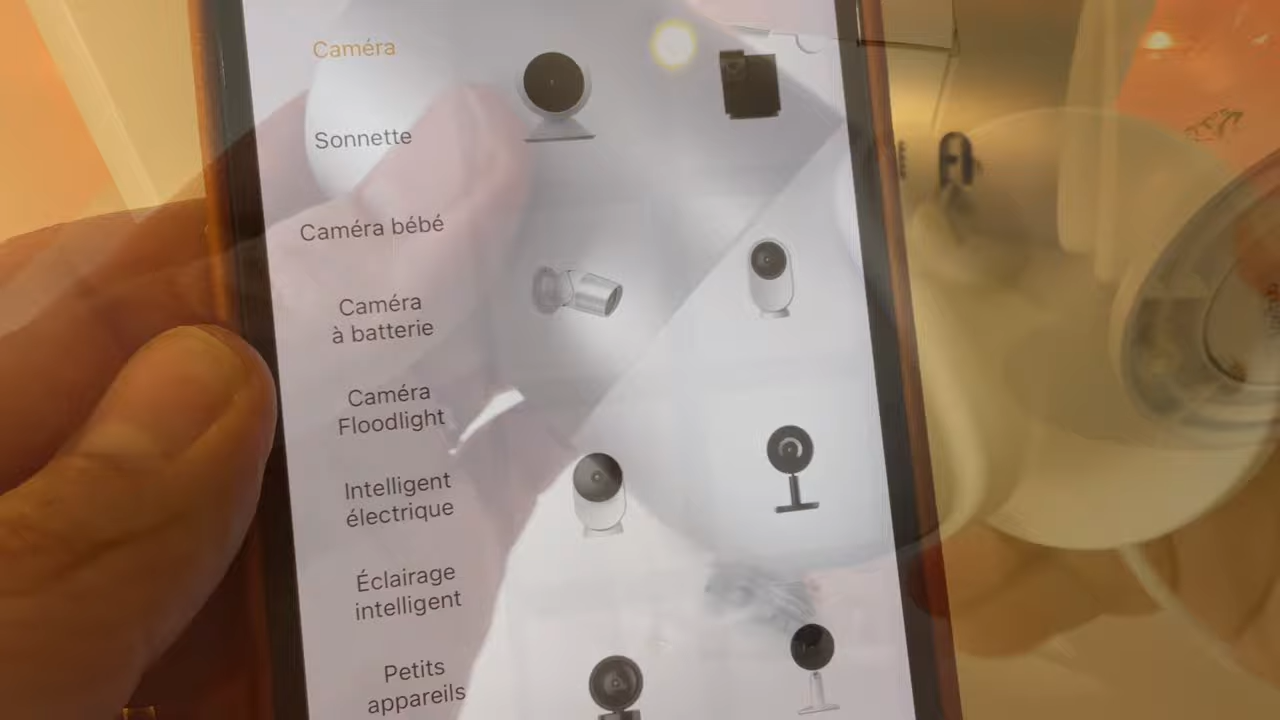 Caméra
Sonnette
Caméra bébé
Caméra
à batterie
Caméra
Floodlight
Intelligent
électrique
Éclairage
intelligent
Petits
appareils